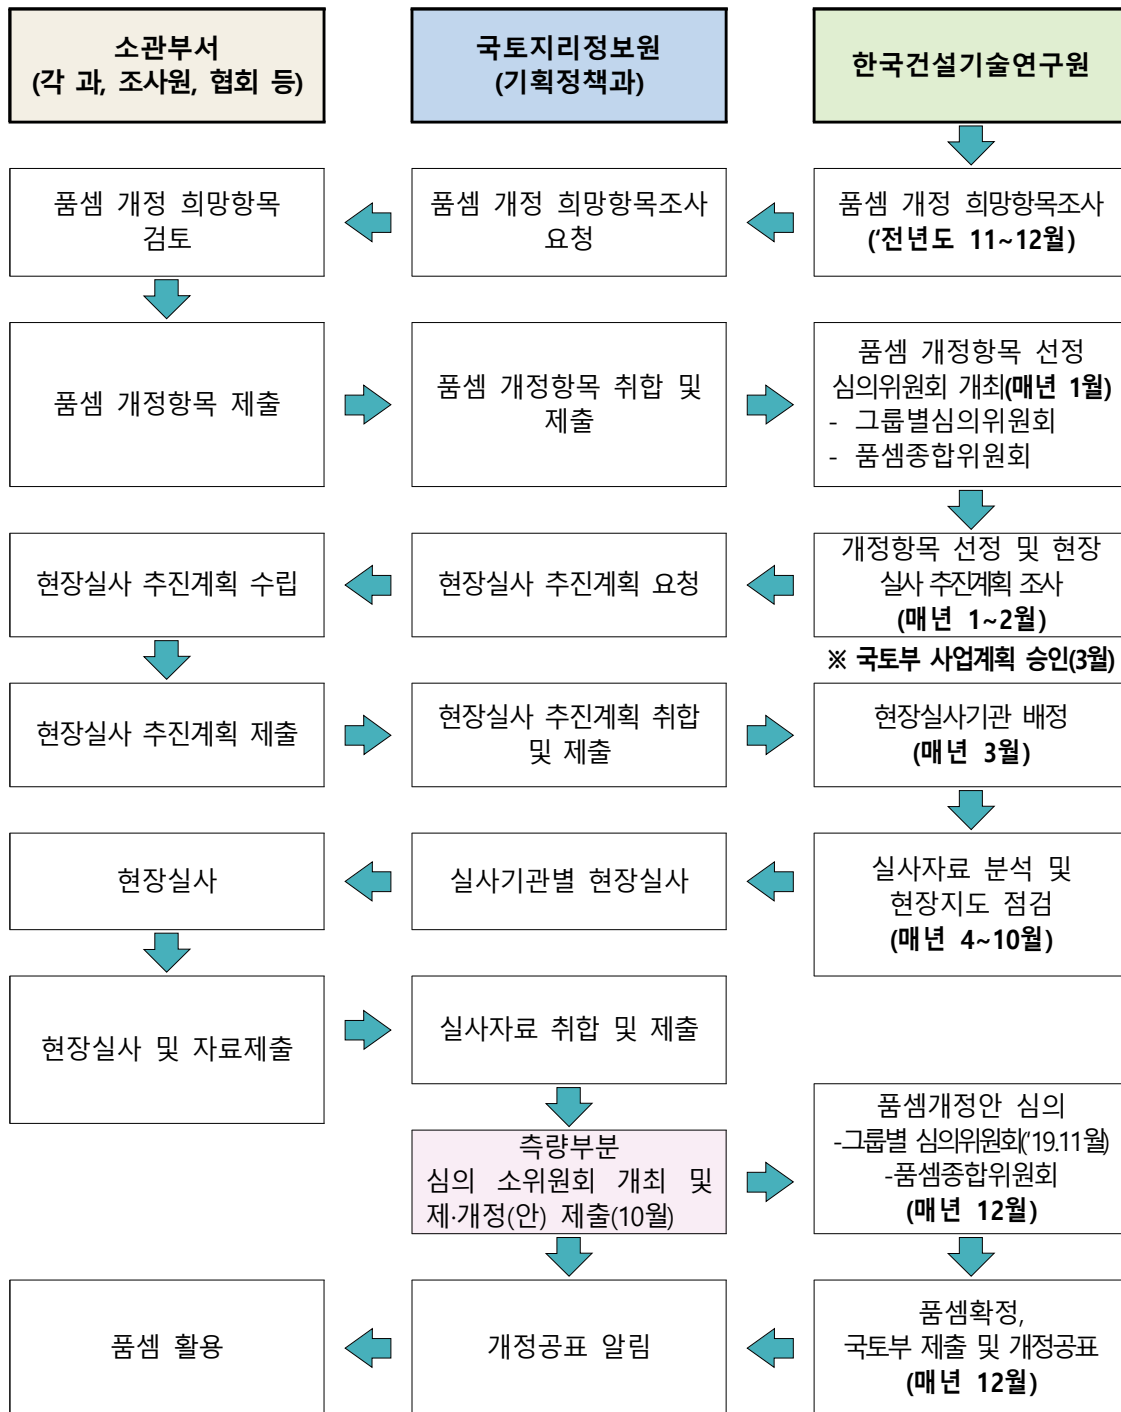 소관부서
(각 과, 조사원, 협회 등)
국토지리정보원
(기획정책과)
한국건설기술연구원
품셈 개정 희망항목
검토
품셈 개정 희망항목조사
요청
품셈 개정 희망항목조사
(‘전년도 11~12월)
품셈 개정항목 제출
품셈 개정항목 취합 및
제출
품셈 개정항목 선정
심의위원회 개최(매년 1월)
- 그룹별심의위원회
- 품셈종합위원회
현장실사 추진계획 수립
현장실사 추진계획 요청
개정항목 선정 및 현장
실사 추진계획 조사
(매년 1~2월)
※ 국토부 사업계획 승인(3월)
현장실사 추진계획 제출
현장실사 추진계획 취합
및 제출
현장실사기관 배정
(매년 3월)
현장실사
실사기관별 현장실사
실사자료 분석 및
현장지도 점검
(매년 4~10월)
현장실사 및 자료제출
실사자료 취합 및 제출
측량부분
심의 소위원회 개최 및
제·개정(안) 제출(10월)
품셈개정안 심의
-그룹별 심의위원회(’19.11월)
-품셈종합위원회
(매년 12월)
품셈 활용
개정공표 알림
품셈확정,
국토부 제출 및 개정공표
(매년 12월)